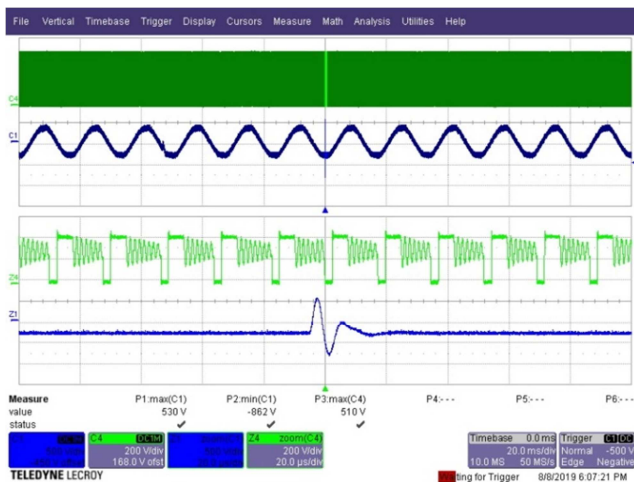 File Vertical Timebase Trigger Display Cursors Measure Math Analysis Utilities Help
C4
C1
Z4
Z1
Measure P1:max(C1) P2:min(C1) P3:max(C4) P4:- - - P5:- - - P6:- - -
value 530 V -862 V 510 V
status
C4 DC1M Z4 zoom(C4) Timebase 0.0 ms Trigger C1 DC
200 V/div 200 V/div 20.0 ms/div Normal -500 V
168.0 V ofst 20.0 µs/div 10.0 MS 50 MS/s Edge Negative
TELEDYNE LECROY for Trigger 8/8/2019 6:07:21 PM